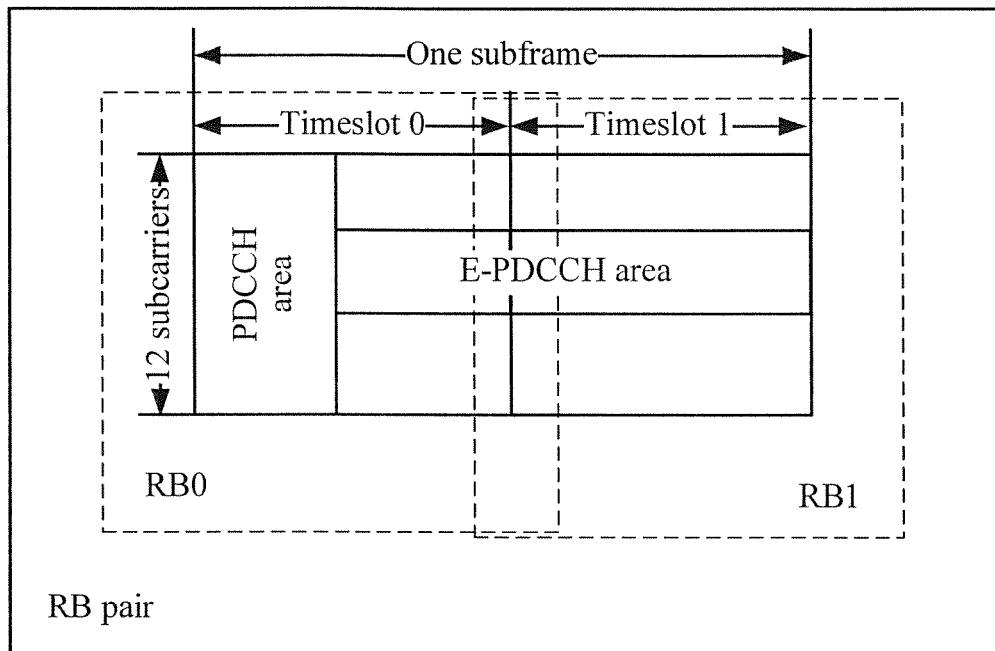 One subframe
Timeslot 0
Timeslot 1
12 subcarriers
PDCCH
area
E-PDCCH area
RB0
RB1
RB pair